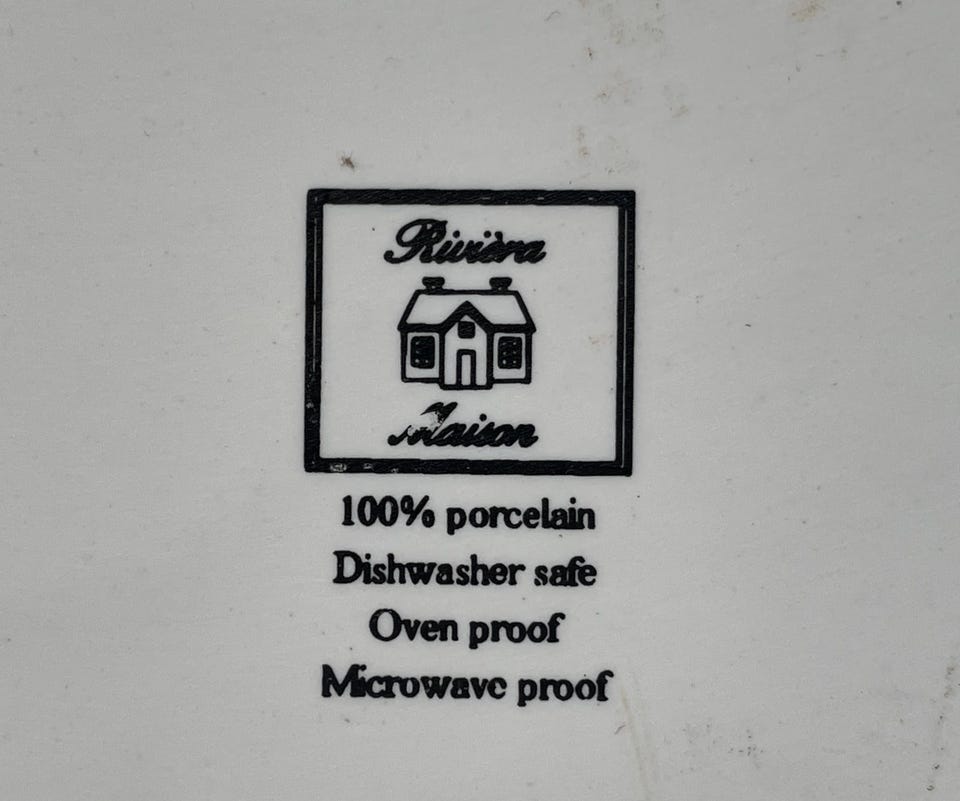 Rivièra
Maison
100% porcelain
Dishwasher safe
Oven proof
Microwave proof